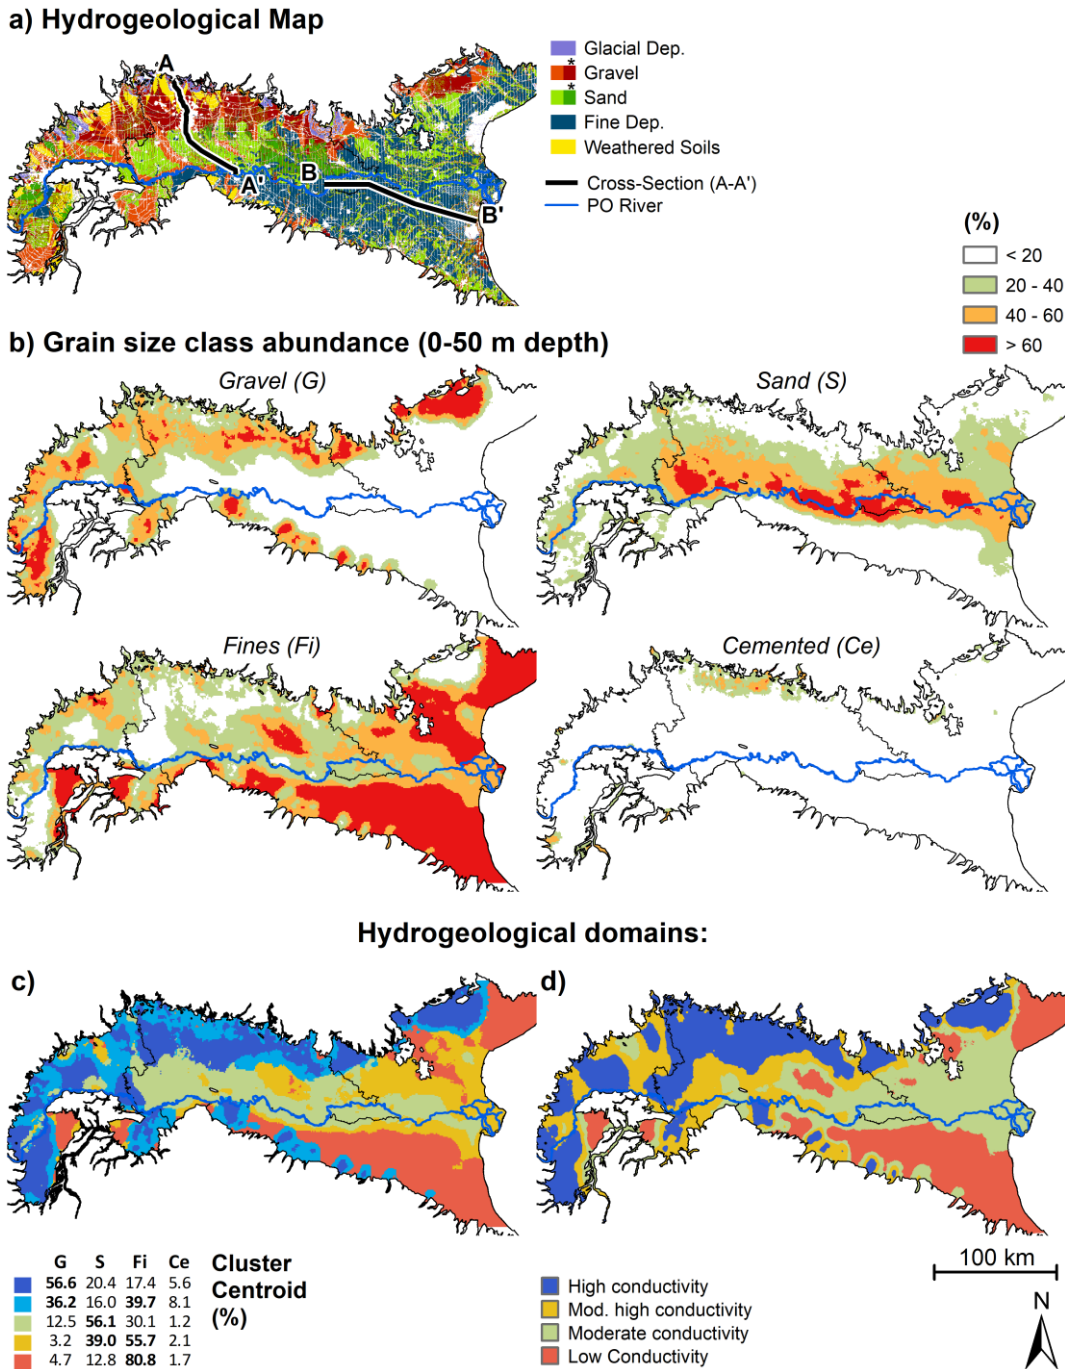 a) Hydrogeological Map
A
A'
B
B'
Glacial Dep.
* Gravel
* Sand
Fine Dep.
Weathered Soils
Cross-Section (A-A')
PO River
(%)
< 20
20 - 40
40 - 60
> 60
b) Grain size class abundance (0-50 m depth)
Gravel (G)
Sand (S)
Fines (Fi)
Cemented (Ce)
Hydrogeological domains:
c)
d)
G S Fi Ce
56.6 20.4 17.4 5.6
36.2 16.0 39.7 8.1
12.5 56.1 30.1 1.2
3.2 39.0 55.7 2.1
4.7 12.8 80.8 1.7
Cluster
Centroid
(%)
High conductivity
Mod. high conductivity
Moderate conductivity
Low Conductivity
100 km
N